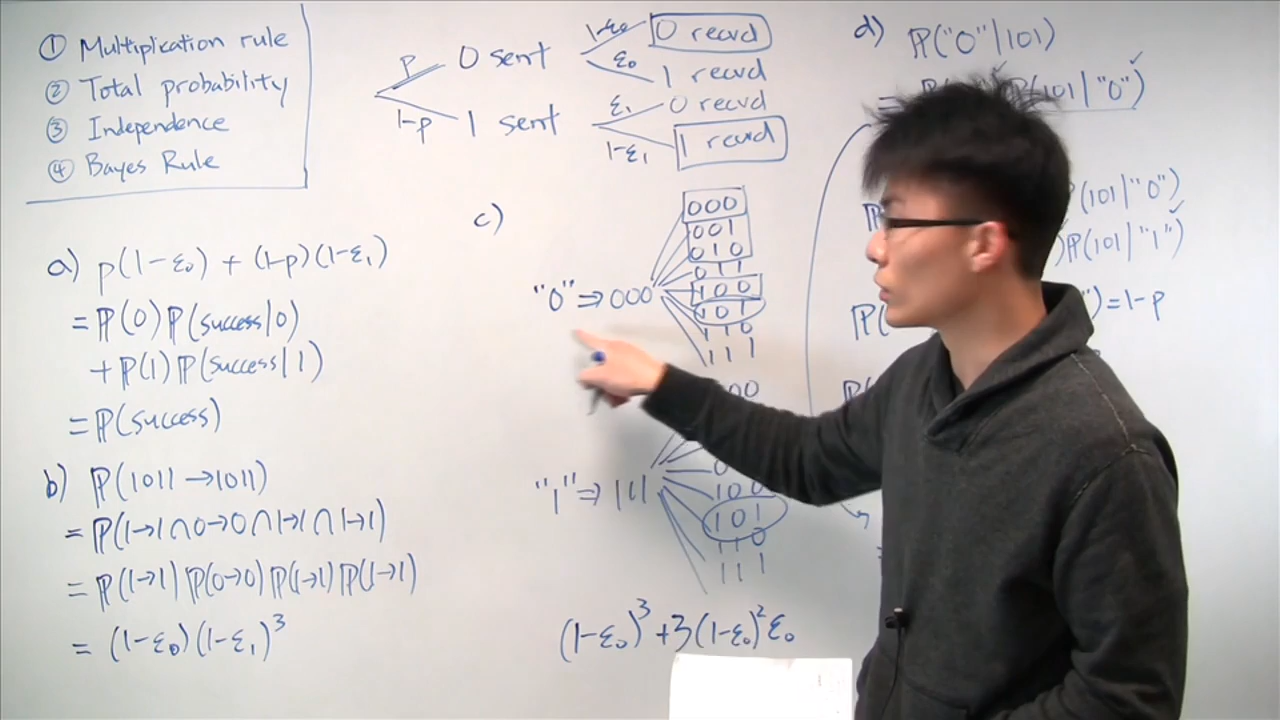 ① Multiplication rule
② Total probability
③ Independence
④ Bayes Rule
p
1-p
0 sent
1 sent
1-ε₀
ε₀
ε₁
1-ε₁
0 recvd
1 recvd
0 recvd
1 recvd
a) p(1-ε₀) + (1-p)(1-ε₁)
= ℙ(0)ℙ(success|0)
+ ℙ(1)ℙ(success|1)
= ℙ(success)
b) ℙ(1011→1011)
= ℙ(1→1∩0→0∩1→1∩1→1)
= ℙ(1→1)ℙ(0→0)ℙ(1→1)ℙ(1→1)
= (1-ε₀)(1-ε₁)³
c)
"0" ⇒ 000
000
001
010
011
100
101
110
111
"1" ⇒ 111
00
0
100
101
110
111
(1-ε₀)³+3(1-ε₀)²ε₀
d) ℙ("0"|101)
= ℙ(101|"0")
(101|"0")
)ℙ(101|"1")
ℙ(
")=1-p
ℙ(
=